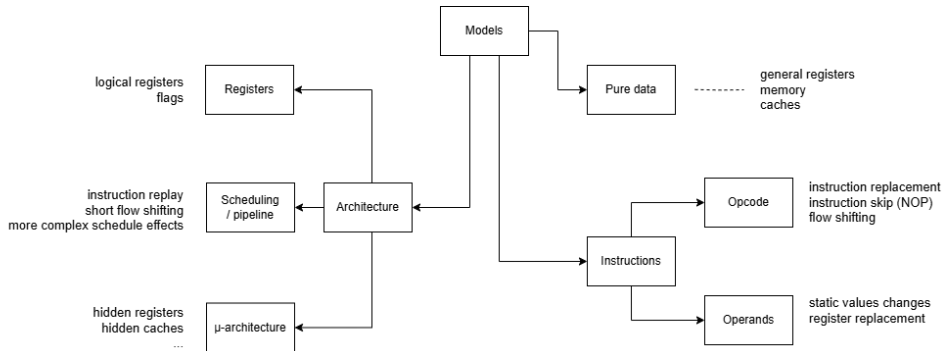 Models
logical registers
flags
Registers
Pure data
general registers
memory
caches
instruction replay
short flow shifting
more complex schedule effects
Scheduling
/ pipeline
Architecture
Opcode
instruction replacement
instruction skip (NOP)
flow shifting
Instructions
hidden registers
hidden caches
...
μ-architecture
Operands
static values changes
register replacement